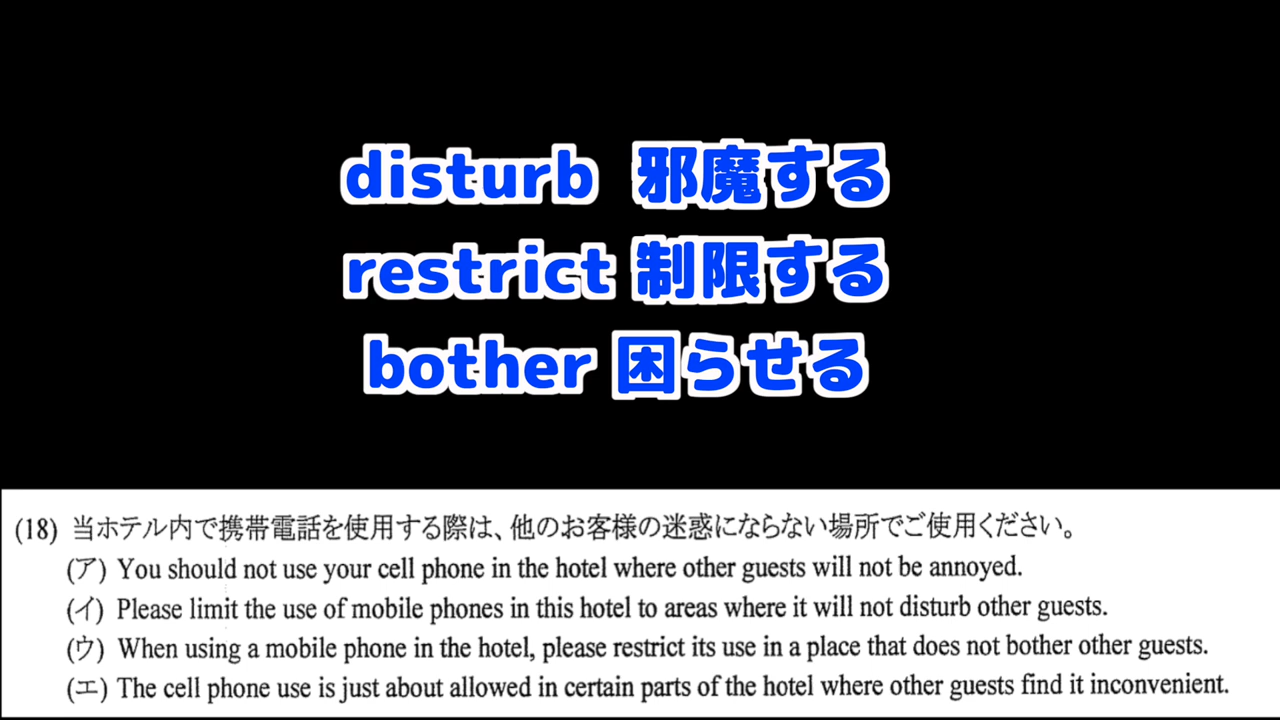 disturb 邪魔する
restrict 制限する
bother 困らせる
(18) 当ホテル内で携帯電話を使用する際は、他のお客様の迷惑にならない場所でご使用ください。
(ア) You should not use your cell phone in the hotel where other guests will not be annoyed.
(イ) Please limit the use of mobile phones in this hotel to areas where it will not disturb other guests.
(ウ) When using a mobile phone in the hotel, please restrict its use in a place that does not bother other guests.
(エ) The cell phone use is just about allowed in certain parts of the hotel where other guests find it inconvenient.